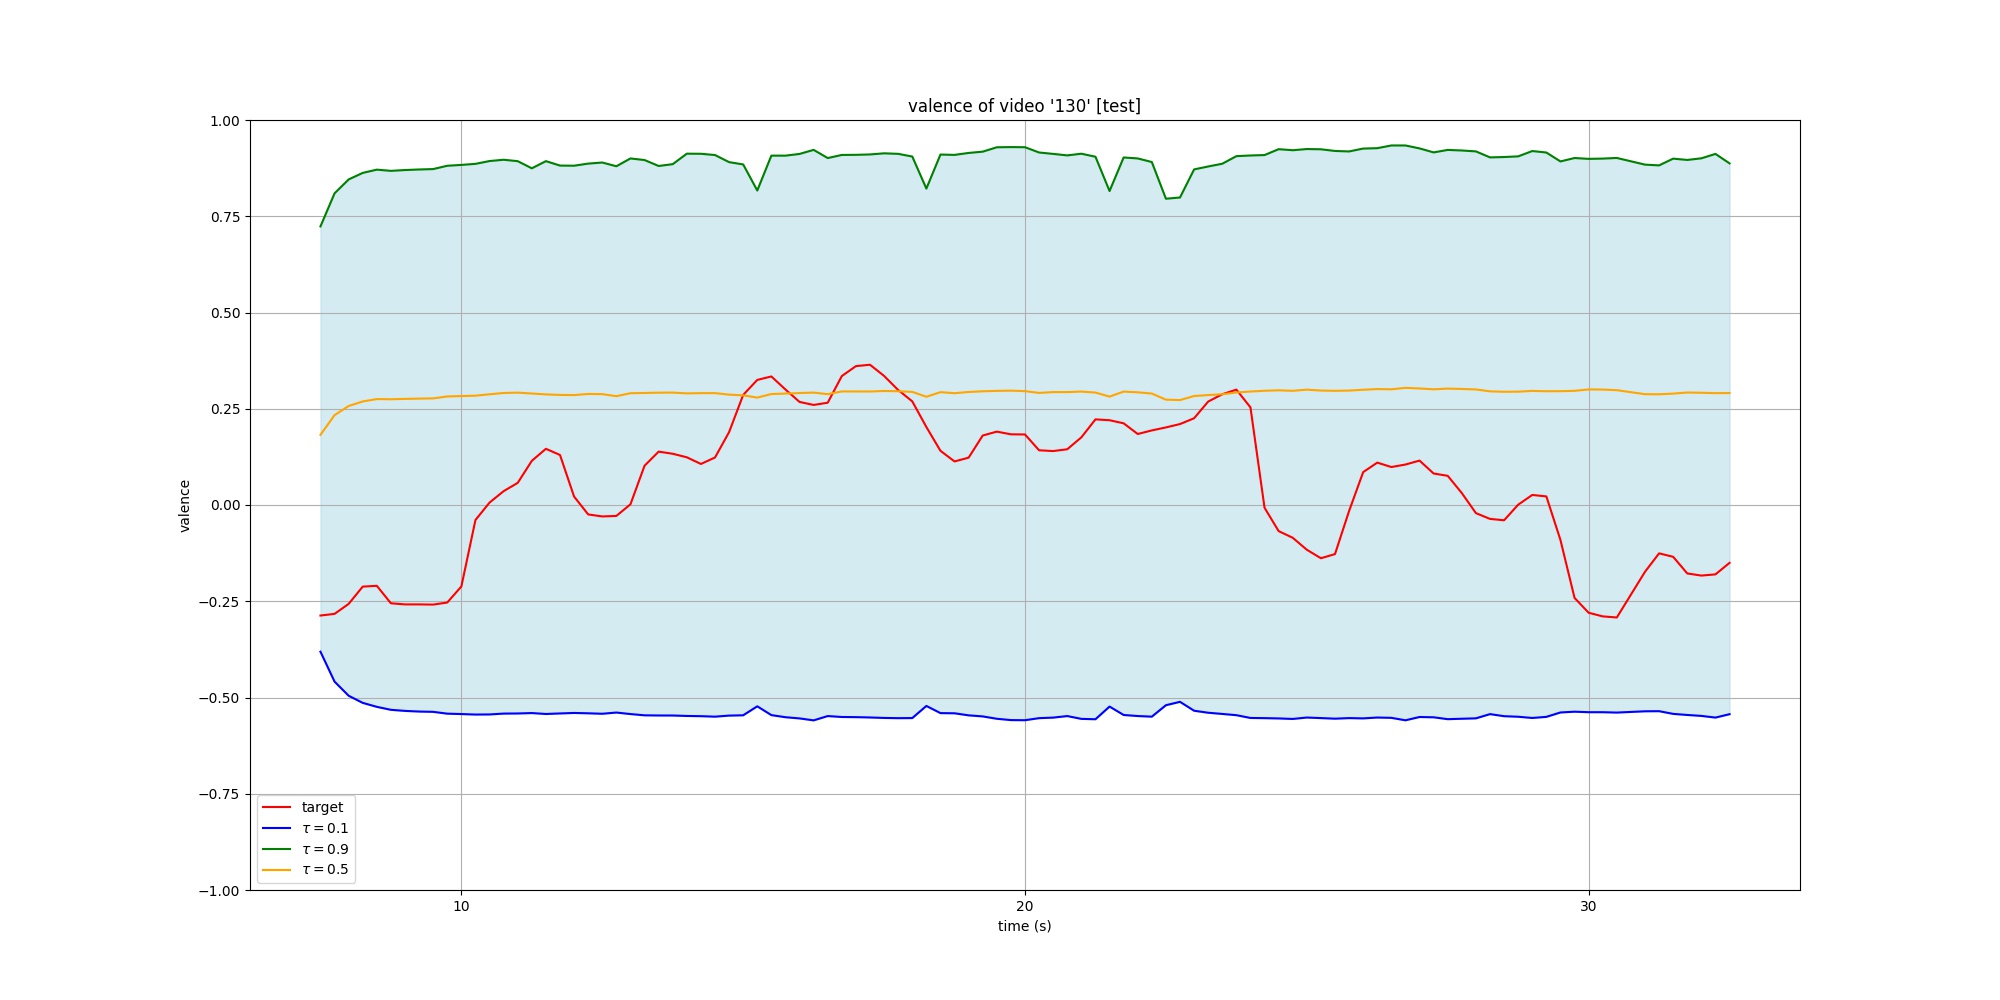 valence of video '130' [test]
1.00
0.75
0.50
0.25
0.00
−0.25
−0.50
−0.75
−1.00
valence
target
τ = 0.1
τ = 0.9
τ = 0.5
10
20
30
time (s)